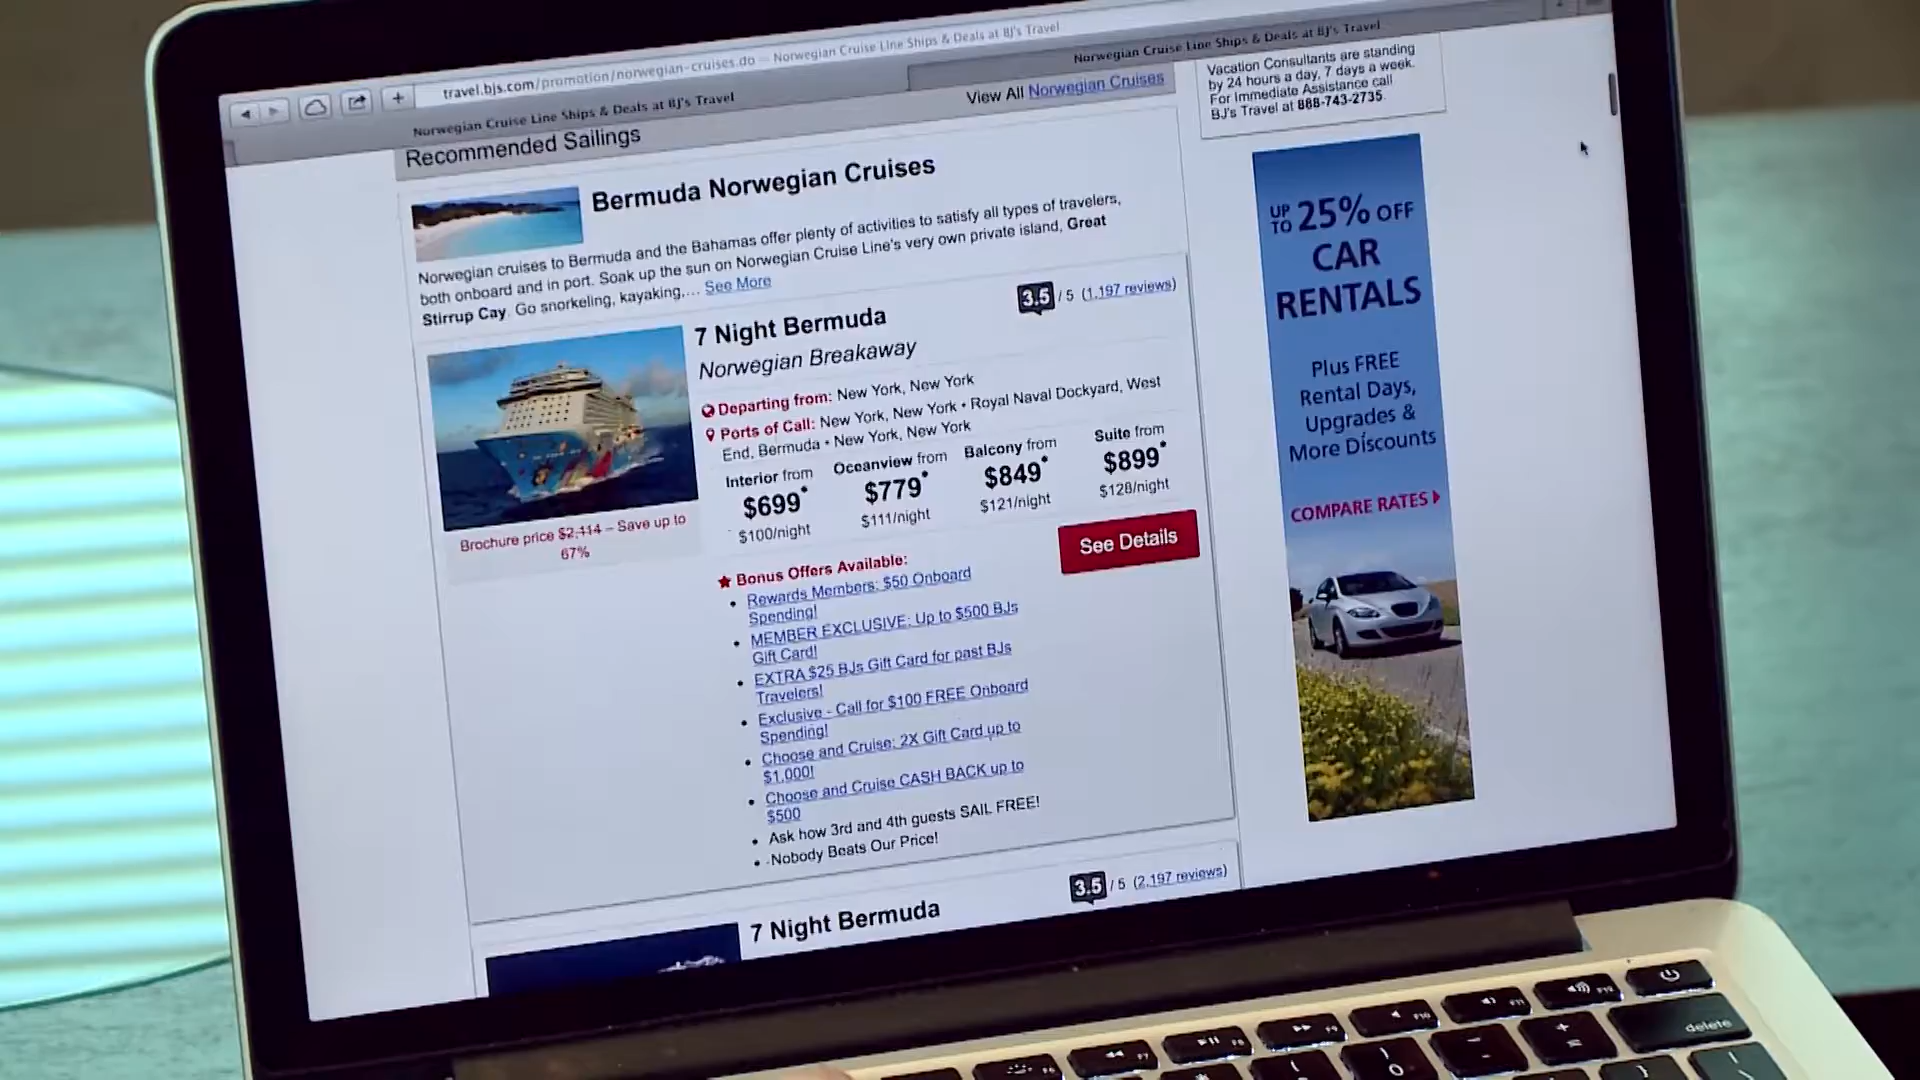 travel.bjs.com/promotion/norwegian-cruises.do — Norwegian Cruise Line Ships & Deals at BJ's Travel
Norwegian Cruise Line Ships & Deals at BJ's Travel
Norwegian Cruise Line Ships & Deals at BJ's Travel
Recommended Sailings
View All Norwegian Cruises
Vacation Consultants are standing
by 24 hours a day, 7 days a week.
For Immediate Assistance call
BJ's Travel at 888-743-2735.
Bermuda Norwegian Cruises
Norwegian cruises to Bermuda and the Bahamas offer plenty of activities to satisfy all types of travelers,
both onboard and in port. Soak up the sun on Norwegian Cruise Line's very own private island, Great
Stirrup Cay. Go snorkeling, kayaking,... See More
7 Night Bermuda
3.5 / 5 (1,197 reviews)
Norwegian Breakaway
Departing from: New York, New York
Ports of Call: New York, New York • Royal Naval Dockyard, West
End, Bermuda • New York, New York
Interior from
$699*
$100/night
Oceanview from
$779*
$111/night
Balcony from
$849*
$121/night
Suite from
$899*
$128/night
Brochure price $2,114 – Save up to
67%
See Details
Bonus Offers Available:
Rewards Members: $50 Onboard
Spending!
MEMBER EXCLUSIVE: Up to $500 BJs
Gift Card!
EXTRA $25 BJs Gift Card for past BJs
Travelers!
Exclusive - Call for $100 FREE Onboard
Spending!
Choose and Cruise: 2X Gift Card up to
$1,000!
Choose and Cruise CASH BACK up to
$500
Ask how 3rd and 4th guests SAIL FREE!
Nobody Beats Our Price!
7 Night Bermuda
3.5 / 5 (2,197 reviews)
UP TO 25% OFF
CAR
RENTALS
Plus FREE
Rental Days,
Upgrades &
More Discounts
COMPARE RATES
F7
F8
F9
F10
F11
F12
delete